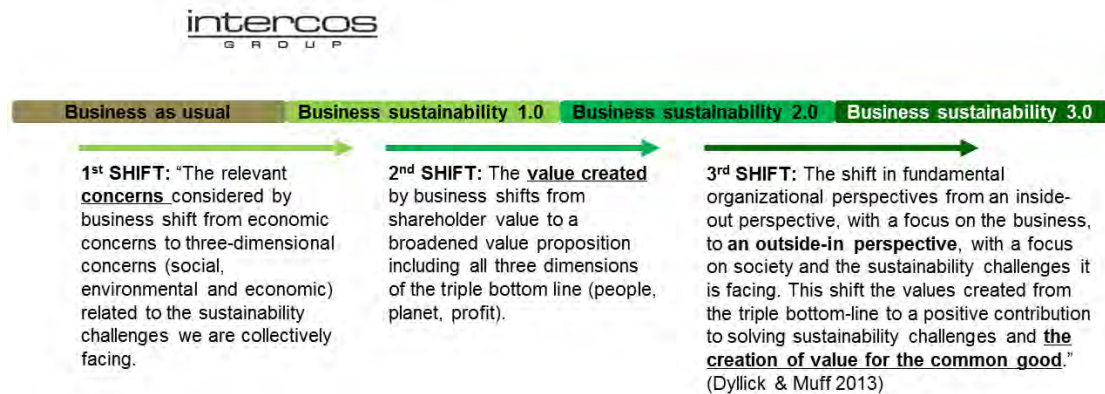 intercos
GROUP
Business as usual
Business sustainability 1.0
Business sustainability 2.0
Business sustainability 3.0
1st SHIFT: “The relevant
concerns considered by
business shift from economic
concerns to three-dimensional
concerns (social,
environmental and economic)
related to the sustainability
challenges we are collectively
facing.
2nd SHIFT: The value created
by business shifts from
shareholder value to a
broadened value proposition
including all three dimensions
of the triple bottom line (people,
planet, profit).
3rd SHIFT: The shift in fundamental
organizational perspectives from an inside-
out perspective, with a focus on the business,
to an outside-in perspective, with a focus
on society and the sustainability challenges it
is facing. This shift the values created from
the triple bottom-line to a positive contribution
to solving sustainability challenges and the
creation of value for the common good.”
(Dyllick & Muff 2013)